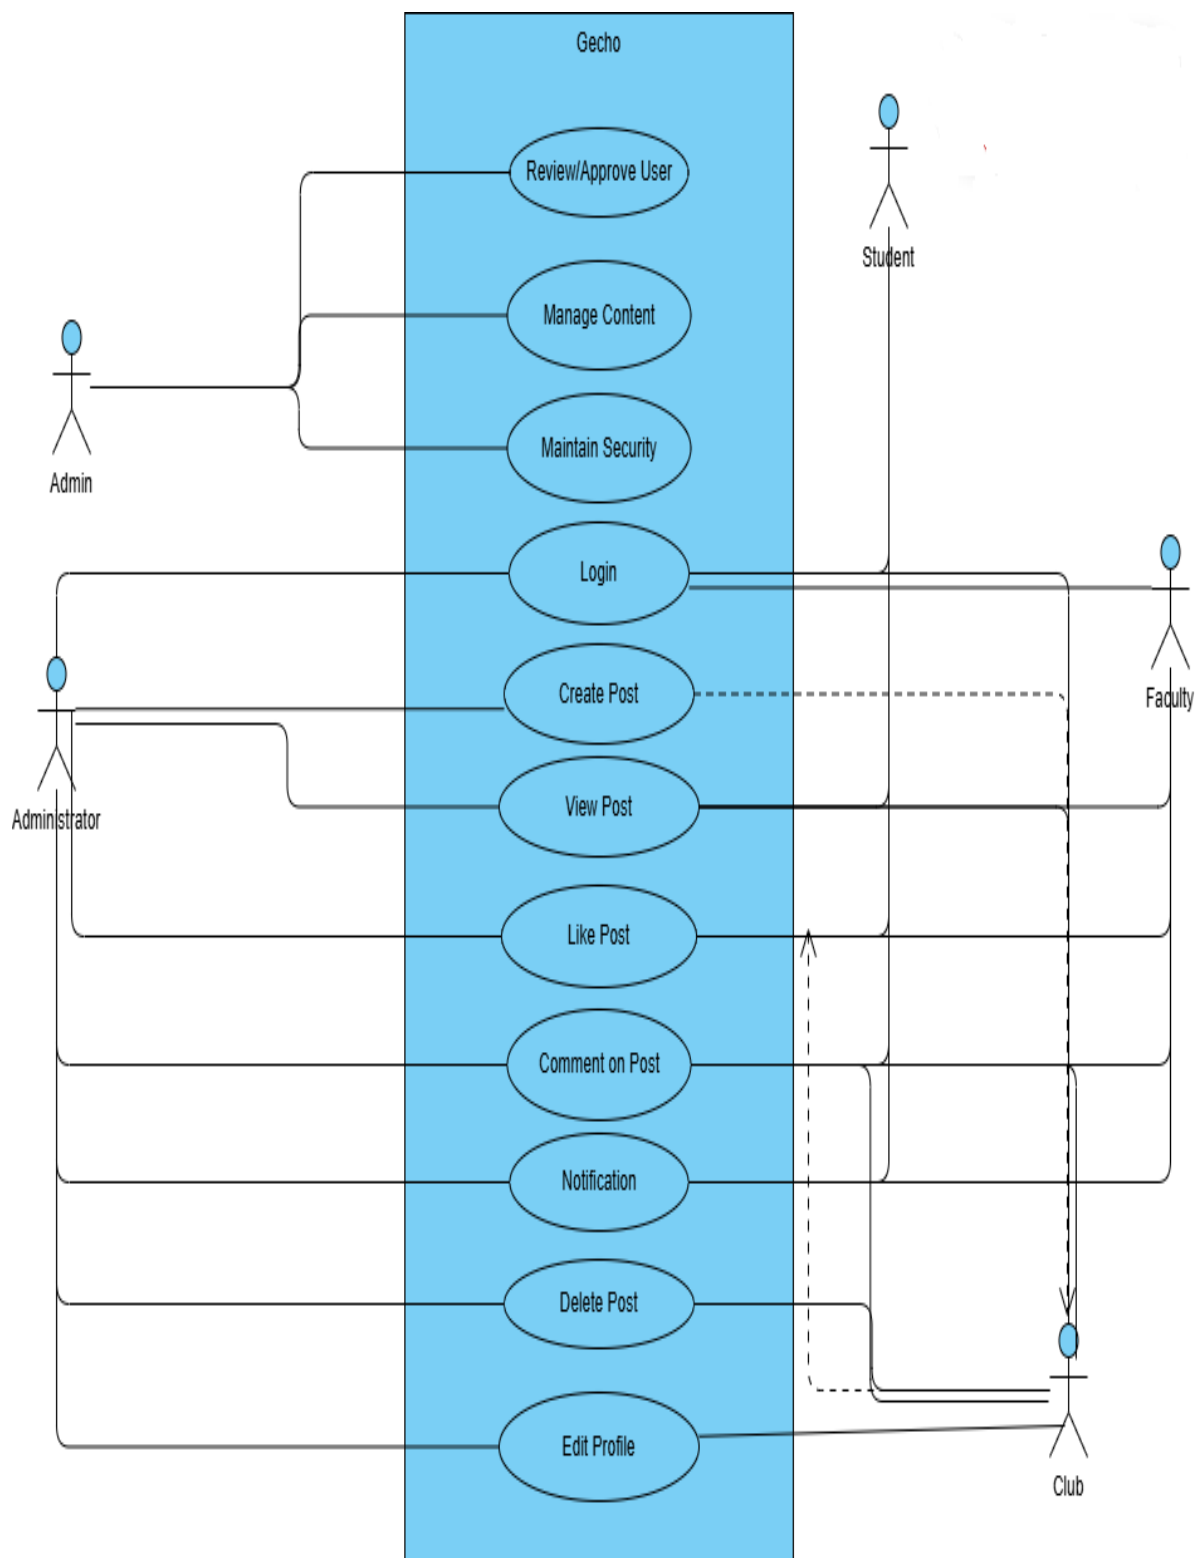 Gecho
Review/Approve User
Student
Manage Content
Maintain Security
Admin
Login
Create Post
Faculty
View Post
Administrator
Like Post
Comment on Post
Notification
Delete Post
Edit Profile
Club